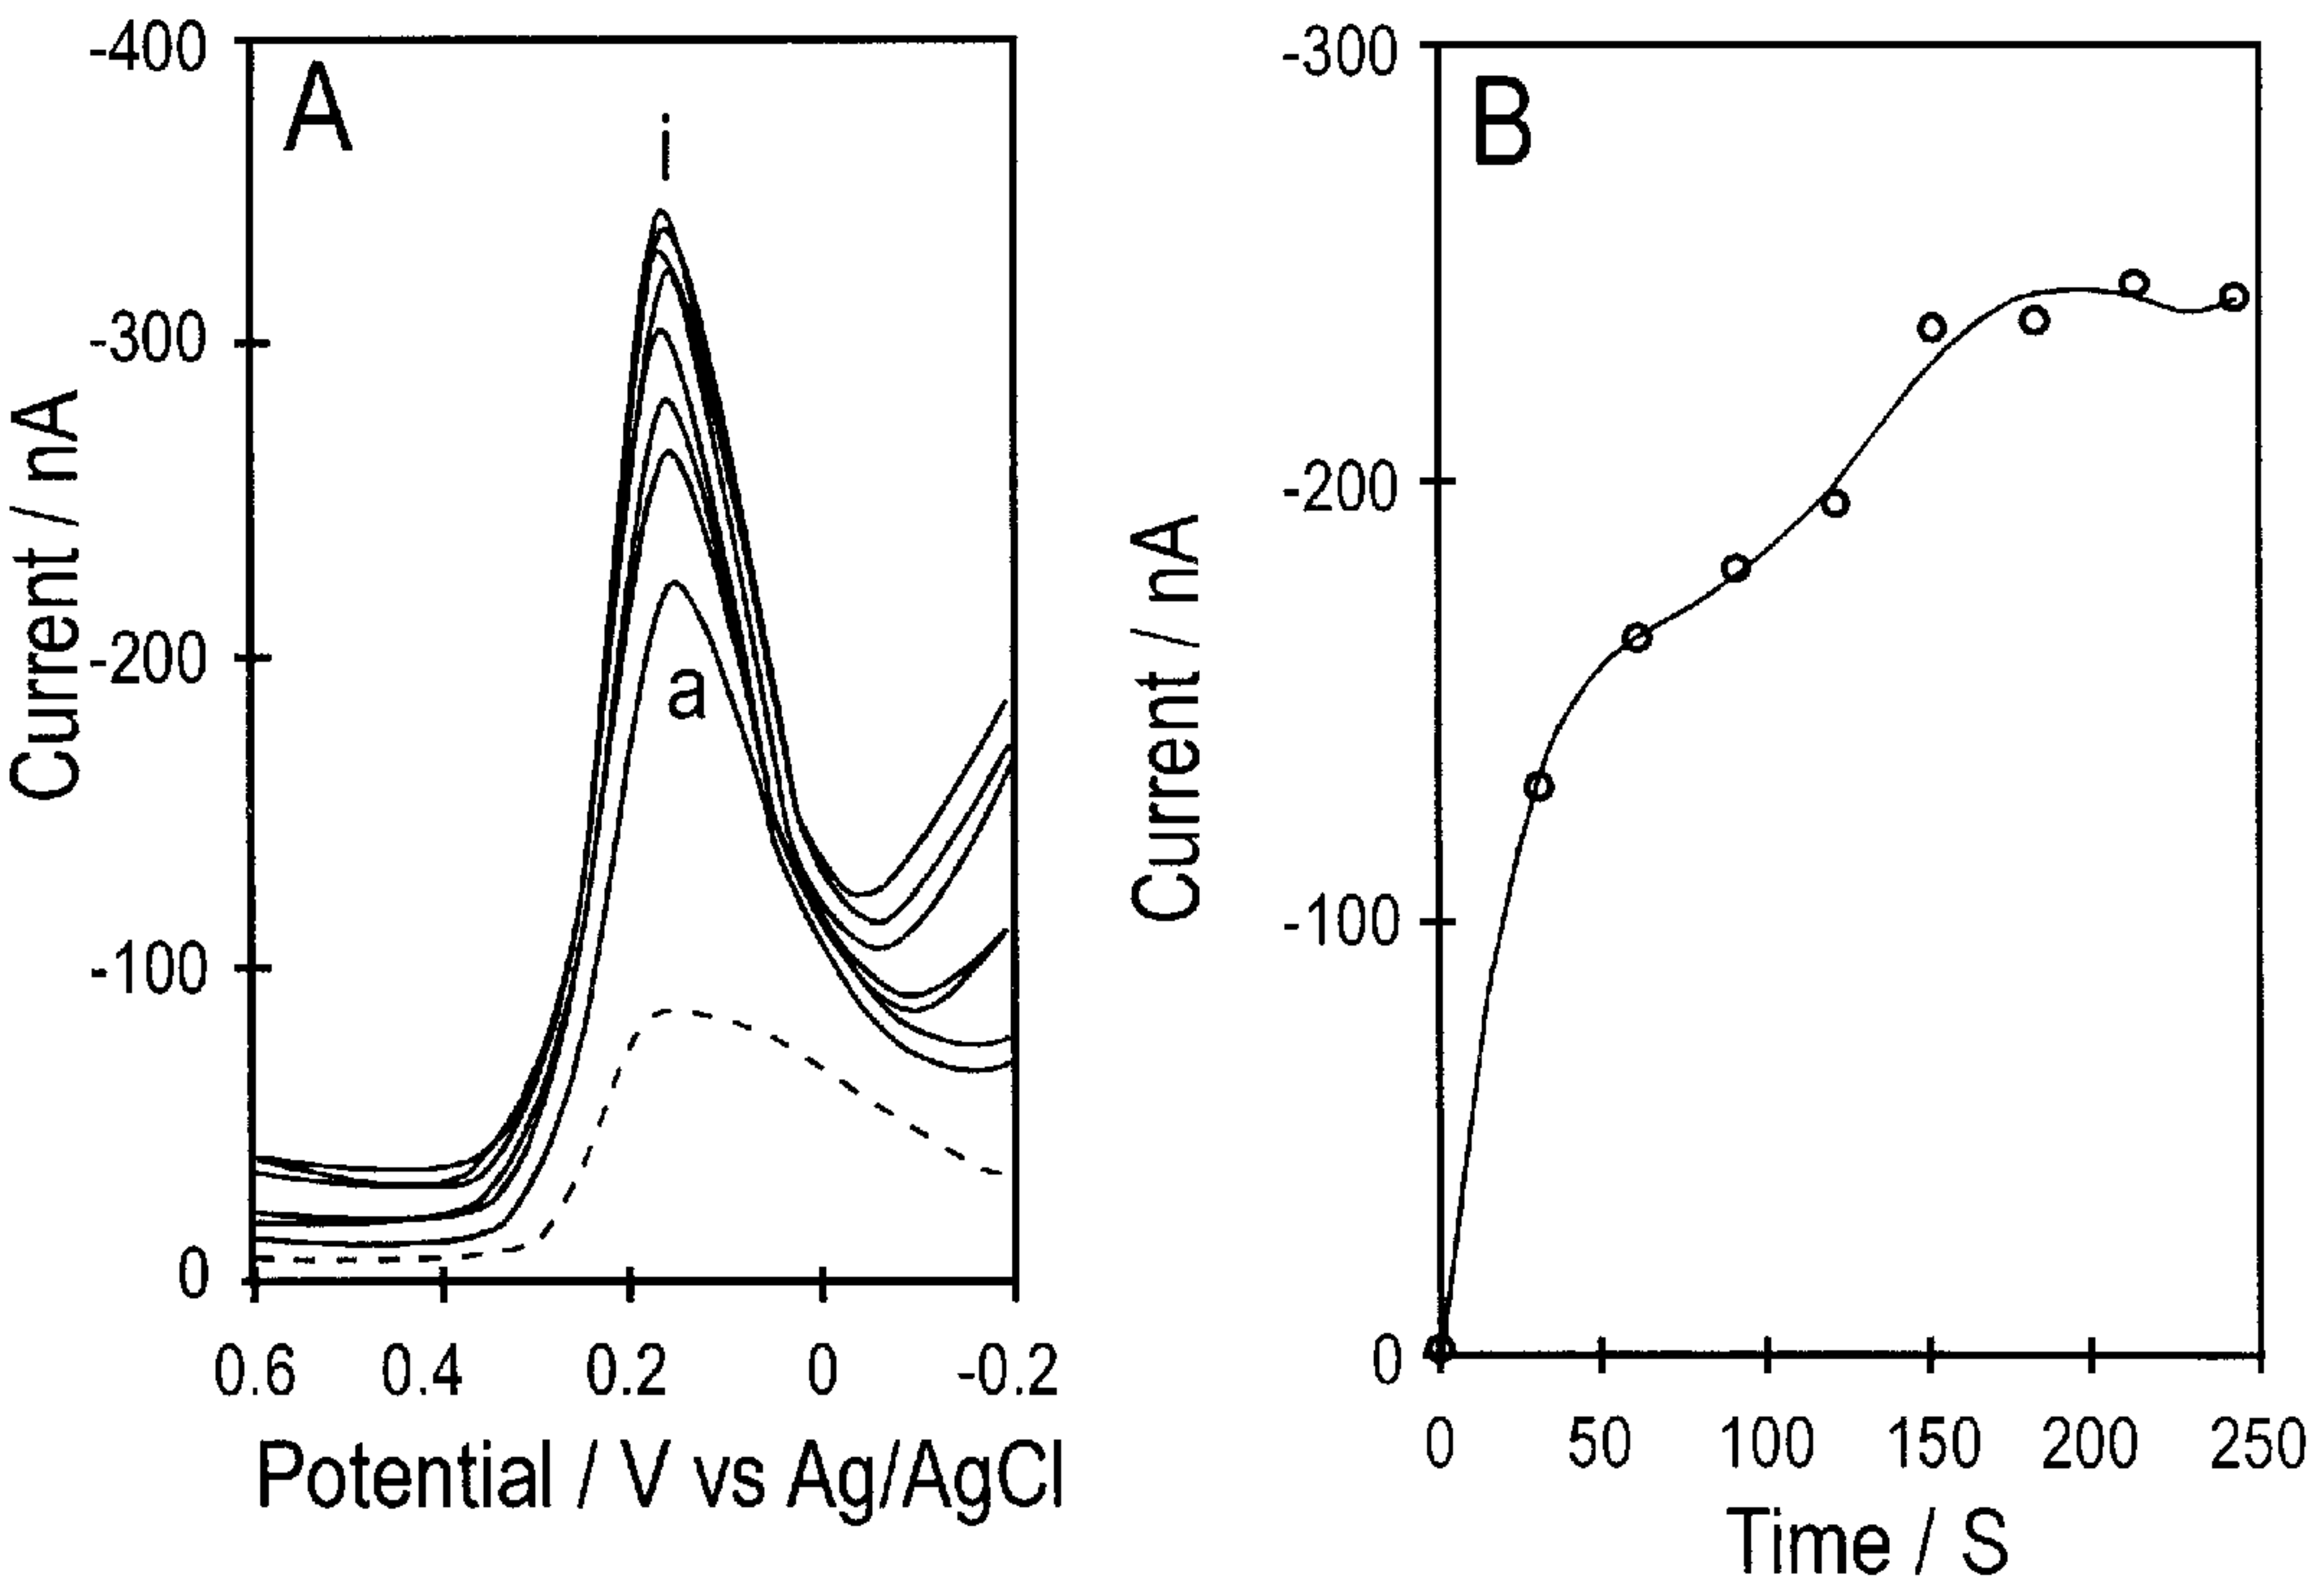 A
i
a
-400
-300
-200
-100
0
Current / nA
0.6 0.4 0.2 0 -0.2
Potential / V vs Ag/AgCl
B
-300
-200
-100
0
Current / nA
0 50 100 150 200 250
Time / S